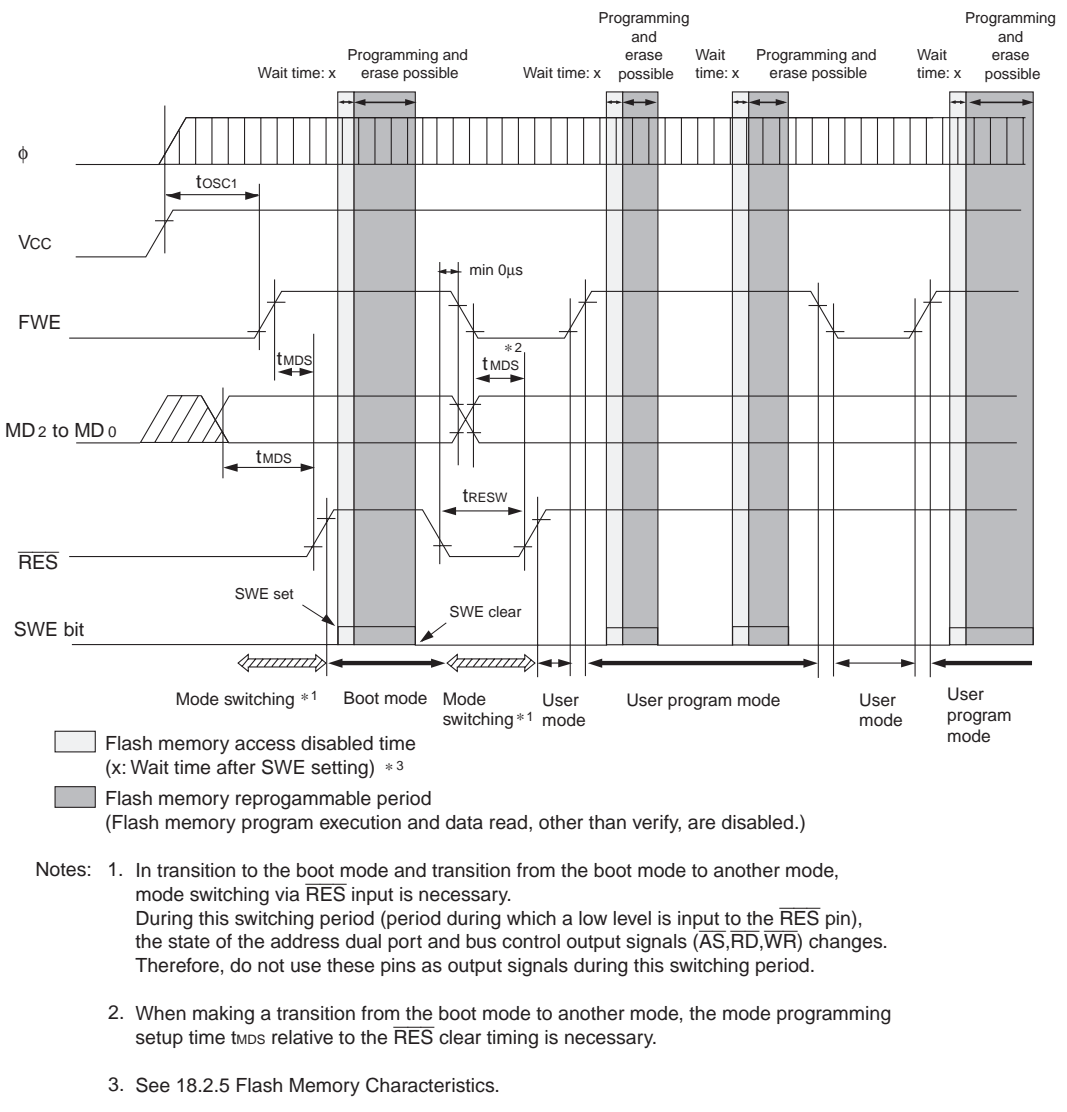 Programming
and
erase
possible
Programming
and
erase
possible
Programming and
erase possible
Wait
time: x
Programming and
erase possible
Wait
time: x
Wait time: x
Wait time: x
ϕ
tOSC1
VCC
min 0µs
FWE
tMDS
*2
tMDS
MD2 to MD0
tMDS
tRESW
RES
SWE set
SWE clear
SWE bit
Mode switching *1
Boot mode
Mode
switching *1
User
mode
User program mode
User
mode
User
program
mode
Flash memory access disabled time
(x: Wait time after SWE setting) *3
Flash memory reprogammable period
(Flash memory program execution and data read, other than verify, are disabled.)
Notes: 1. In transition to the boot mode and transition from the boot mode to another mode,
mode switching via RES input is necessary.
During this switching period (period during which a low level is input to the RES pin),
the state of the address dual port and bus control output signals (AS,RD,WR) changes.
Therefore, do not use these pins as output signals during this switching period.
2. When making a transition from the boot mode to another mode, the mode programming
setup time tMDS relative to the RES clear timing is necessary.
3. See 18.2.5 Flash Memory Characteristics.